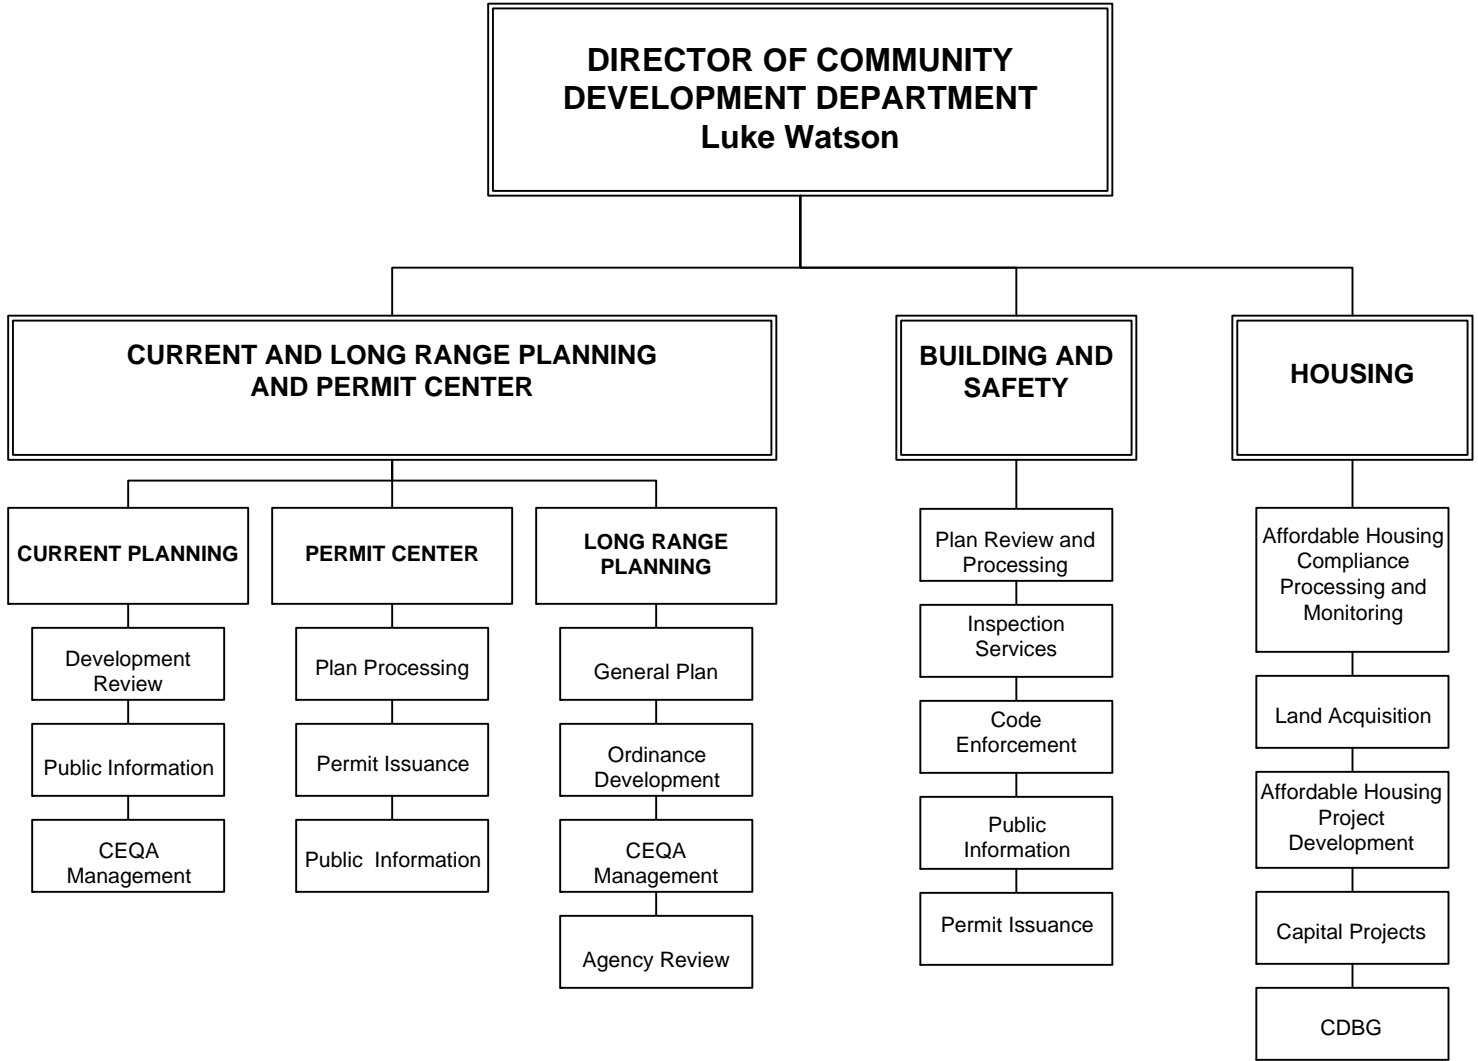 DIRECTOR OF COMMUNITY
DEVELOPMENT DEPARTMENT
Luke Watson
CURRENT AND LONG RANGE PLANNING
AND PERMIT CENTER
BUILDING AND
SAFETY
HOUSING
CURRENT PLANNING
Development
Review
Public Information
CEQA
Management
PERMIT CENTER
Plan Processing
Permit Issuance
Public Information
LONG RANGE
PLANNING
General Plan
Ordinance
Development
CEQA
Management
Agency Review
Plan Review and
Processing
Inspection
Services
Code
Enforcement
Public
Information
Permit Issuance
Affordable Housing
Compliance
Processing and
Monitoring
Land Acquisition
Affordable Housing
Project
Development
Capital Projects
CDBG